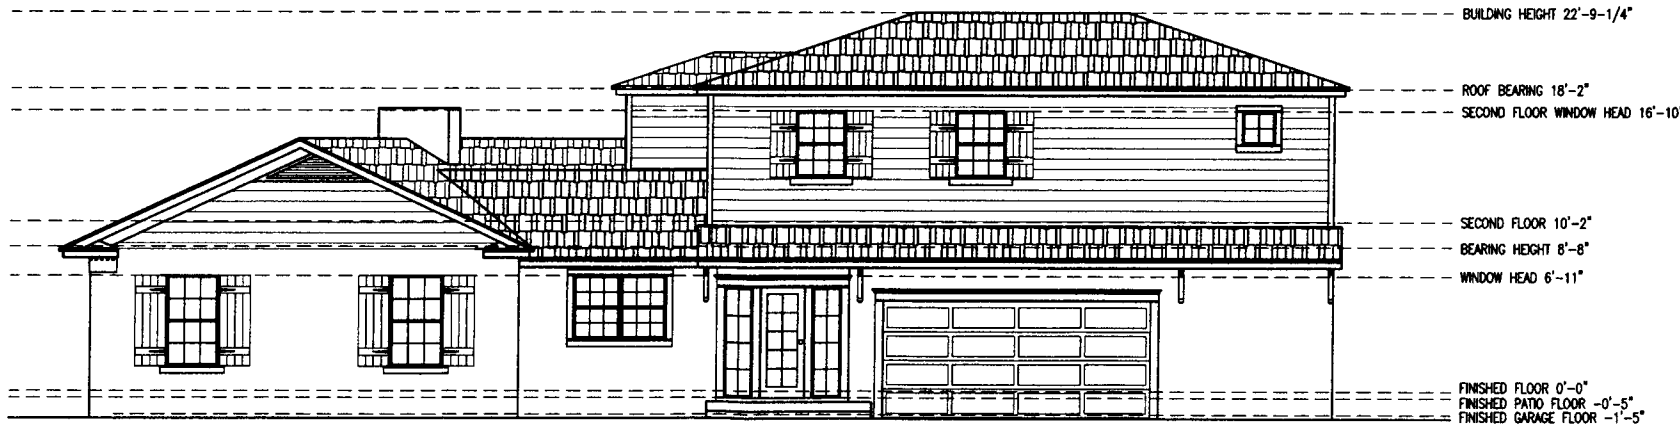 BUILDING HEIGHT 22'-9-1/4"
ROOF BEARING 18'-2"
SECOND FLOOR WINDOW HEAD 16'-10
SECOND FLOOR 10'-2"
BEARING HEIGHT 8'-8"
WINDOW HEAD 6'-11"
FINISHED FLOOR 0'-0"
FINISHED PATIO FLOOR -0'-5"
FINISHED GARAGE FLOOR -1'-5"